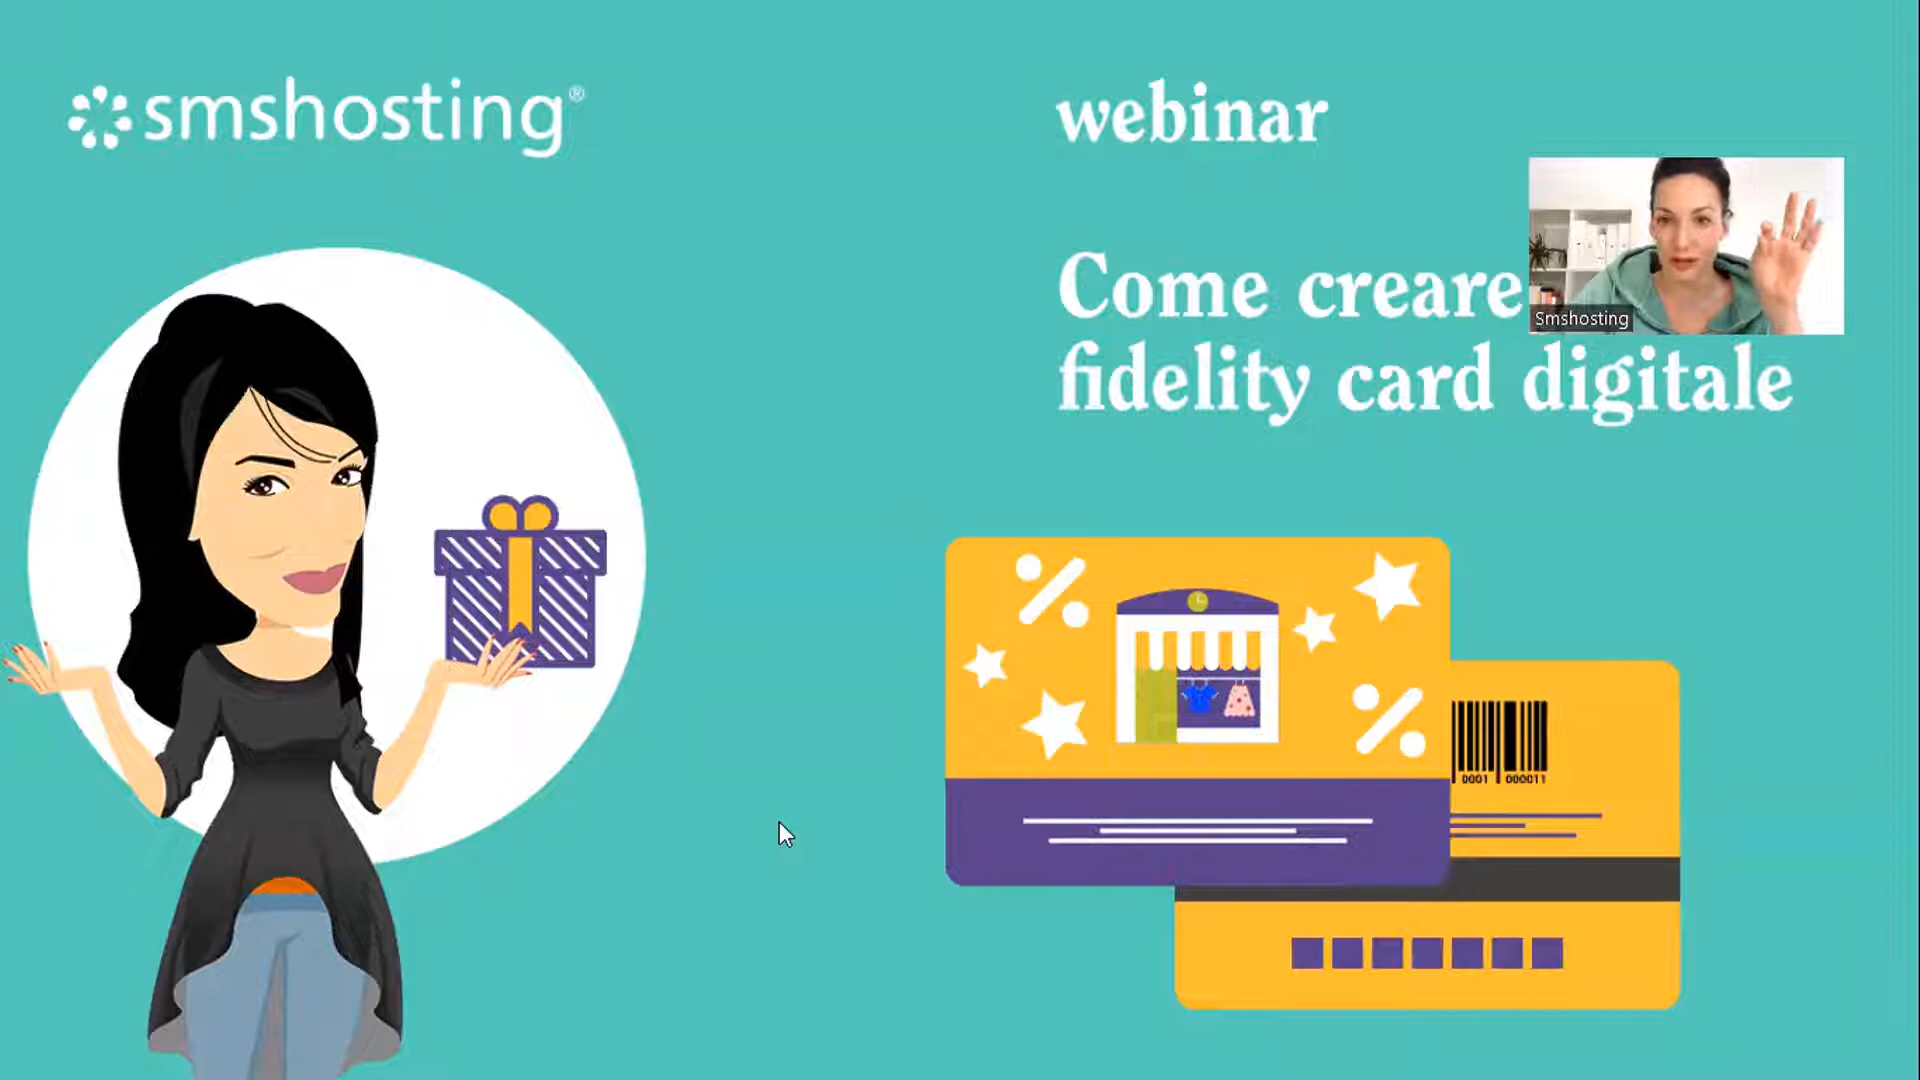 smshosting®
webinar
Come creare
fidelity card digitale
Smshosting
0001 000011